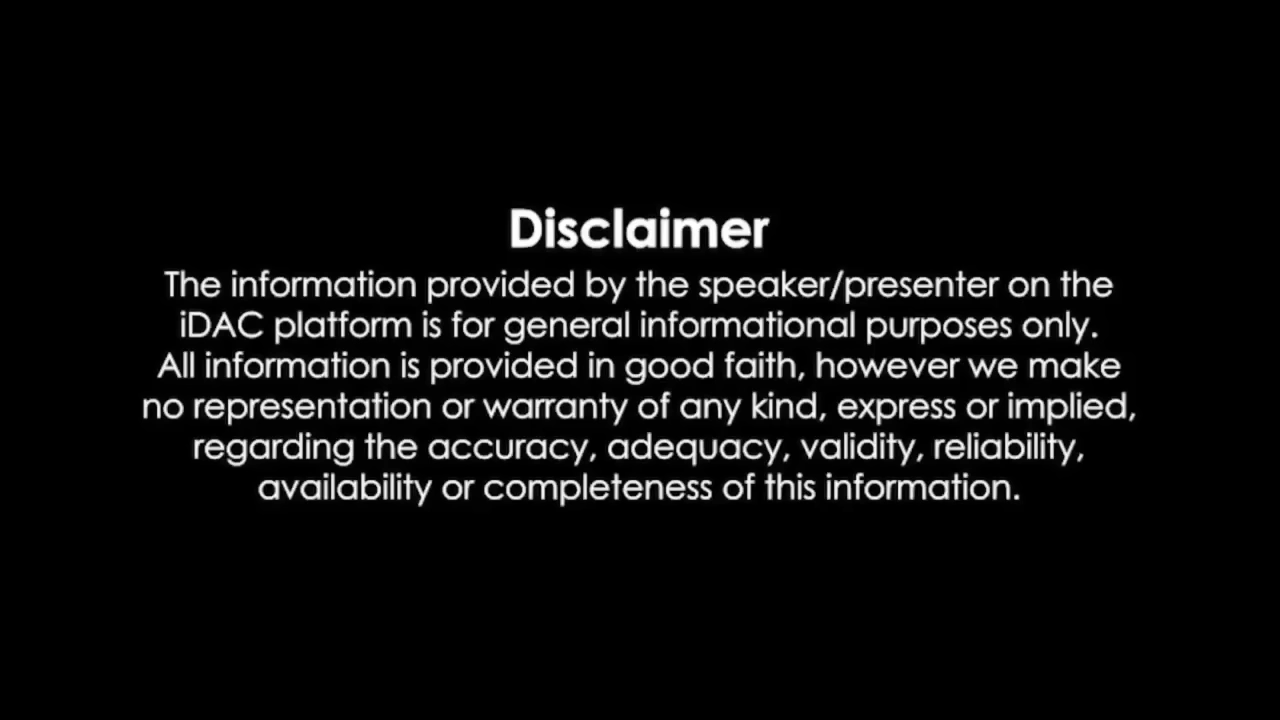 Disclaimer
The information provided by the speaker/presenter on the
iDAC platform is for general informational purposes only.
All information is provided in good faith, however we make
no representation or warranty of any kind, express or implied,
regarding the accuracy, adequacy, validity, reliability,
availability or completeness of this information.